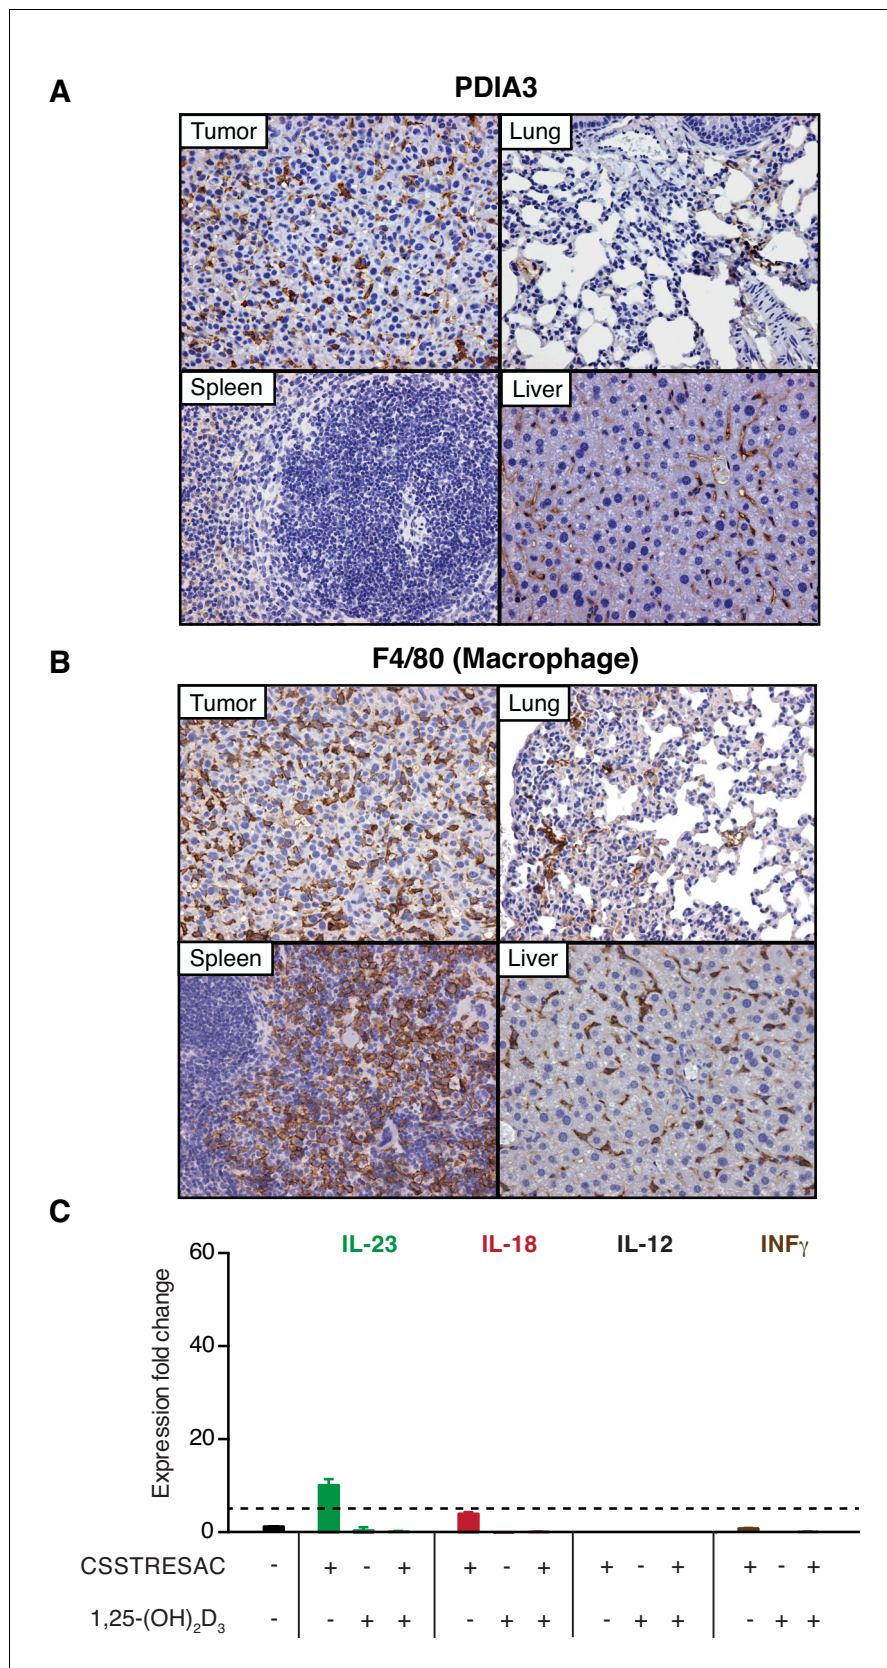 A
PDIA3
Tumor
Lung
Spleen
Liver
B
F4/80 (Macrophage)
Tumor
Lung
Spleen
Liver
C
IL-23 IL-18 IL-12 INFγ
Expression fold change
60
40
20
0
CSSTRESAC - + - + + - + + - + + - +
1,25-(OH)₂D₃ - - + + - + + - + + - + +